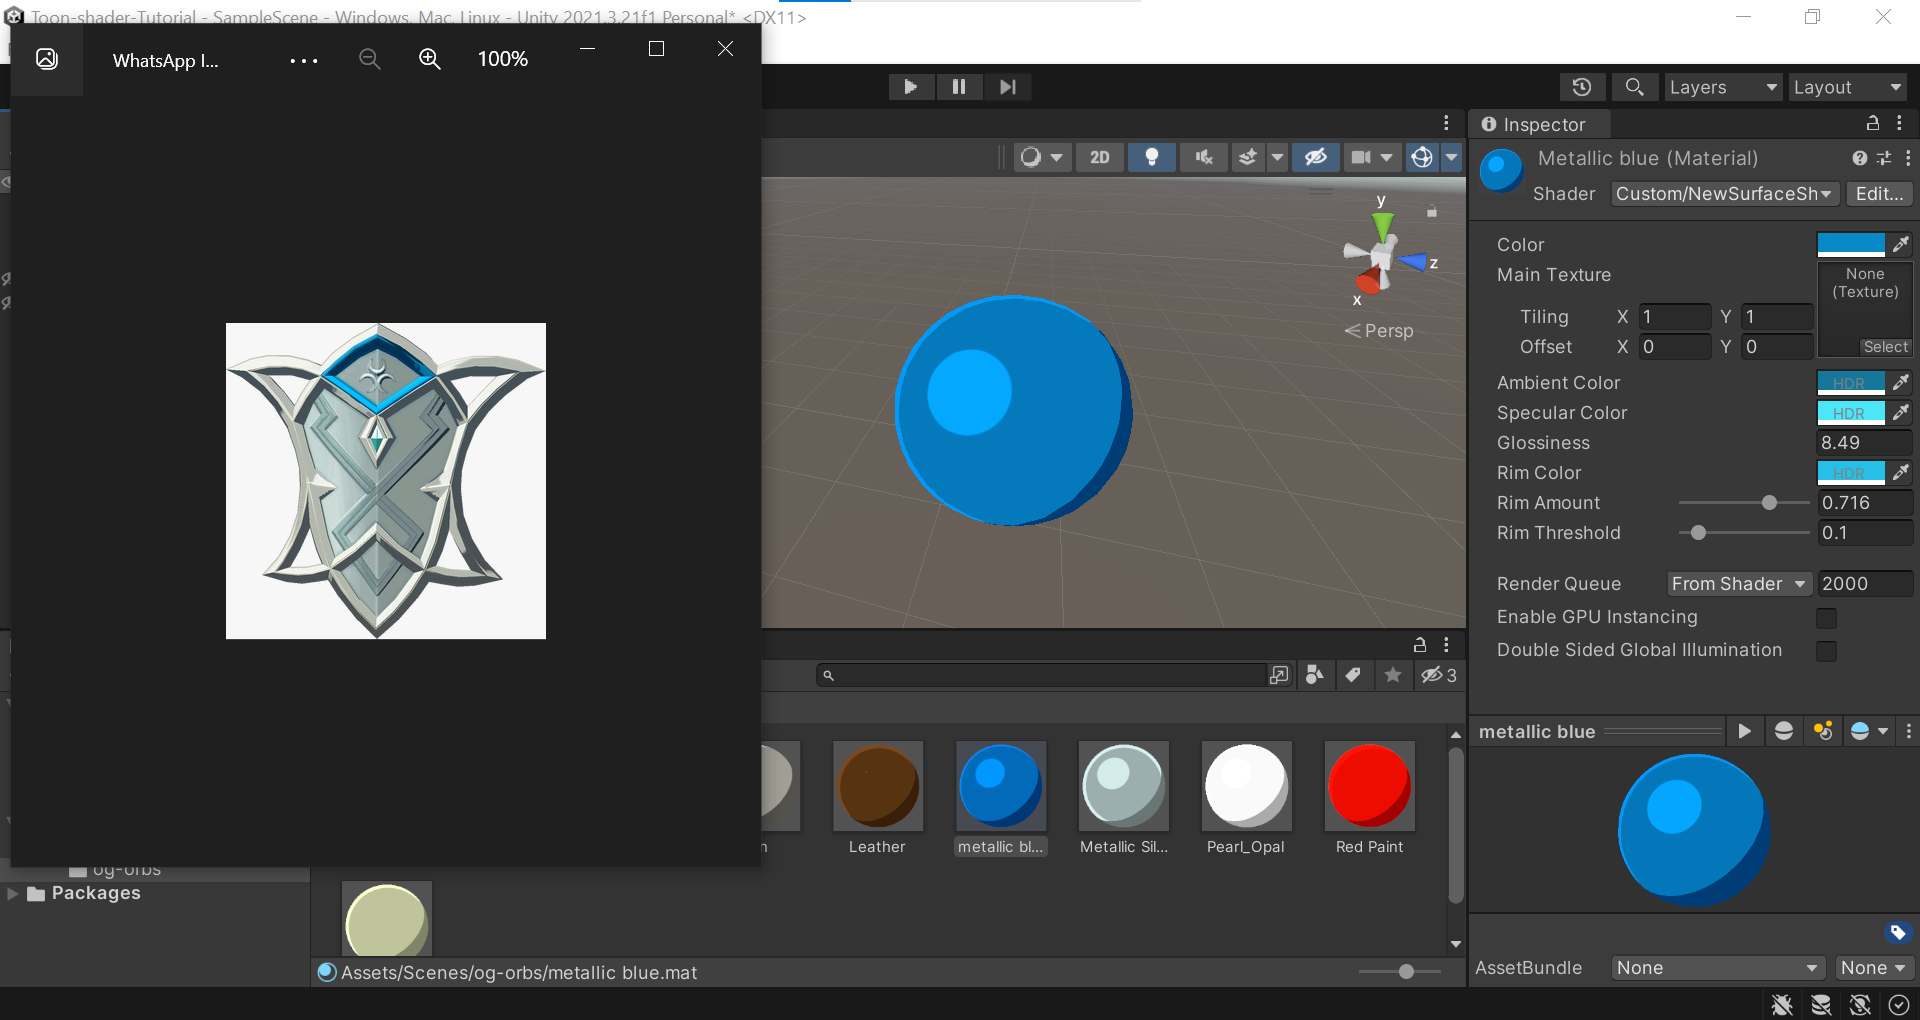 Toon-shader-Tutorial - SampleScene - Windows, Mac, Linux - Unity 2021.3.21f1 Personal* <DX11>
WhatsApp I...
100%
Layers
Layout
2D
y
z
x
Persp
Inspector
Metallic blue (Material)
Shader
Custom/NewSurfaceSh
Edit...
Color
Main Texture
None
(Texture)
Tiling X 1 Y 1
Offset X 0 Y 0
Select
Ambient Color HDR
Specular Color HDR
Glossiness 8.49
Rim Color HDR
Rim Amount 0.716
Rim Threshold 0.1
Render Queue From Shader 2000
Enable GPU Instancing
Double Sided Global Illumination
3
metallic blue
n
Leather
metallic bl...
Metallic Sil...
Pearl_Opal
Red Paint
og-orbs
Packages
Assets/Scenes/og-orbs/metallic blue.mat
AssetBundle None None